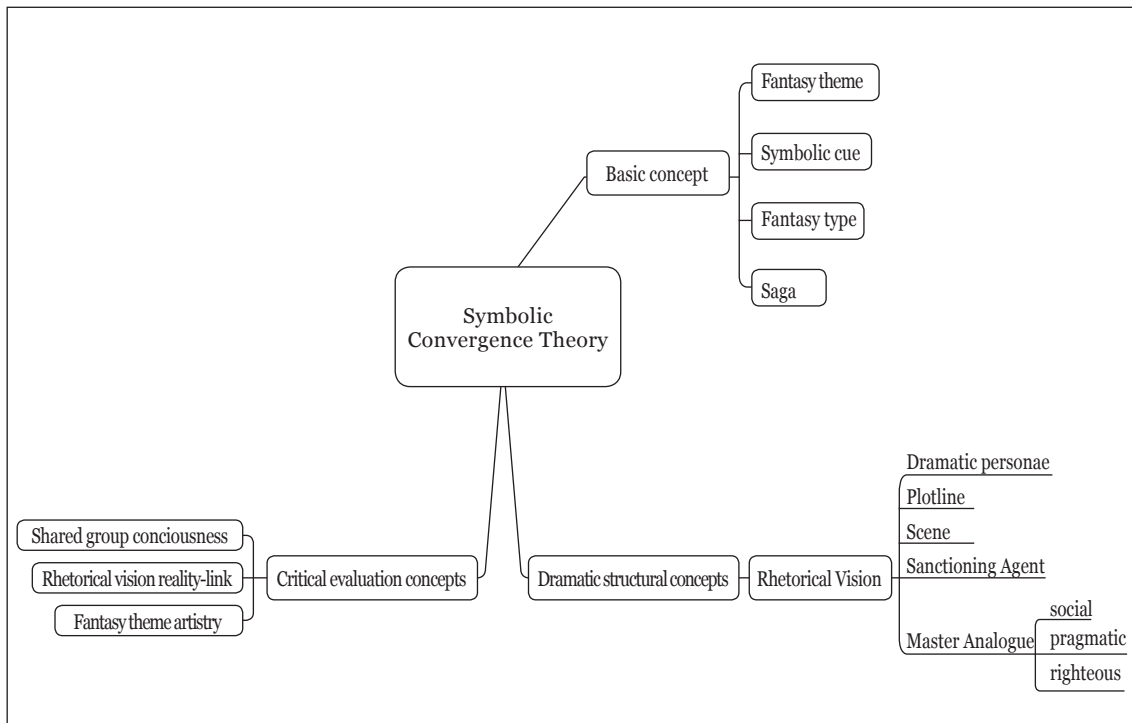 Fantasy theme
Symbolic cue
Basic concept
Fantasy type
Saga
Symbolic
Convergence Theory
Dramatic personae
Plotline
Scene
Sanctioning Agent
Master Analogue
social
pragmatic
righteous
Shared group conciousness
Rhetorical vision reality-link
Fantasy theme artistry
Critical evaluation concepts
Dramatic structural concepts
Rhetorical Vision